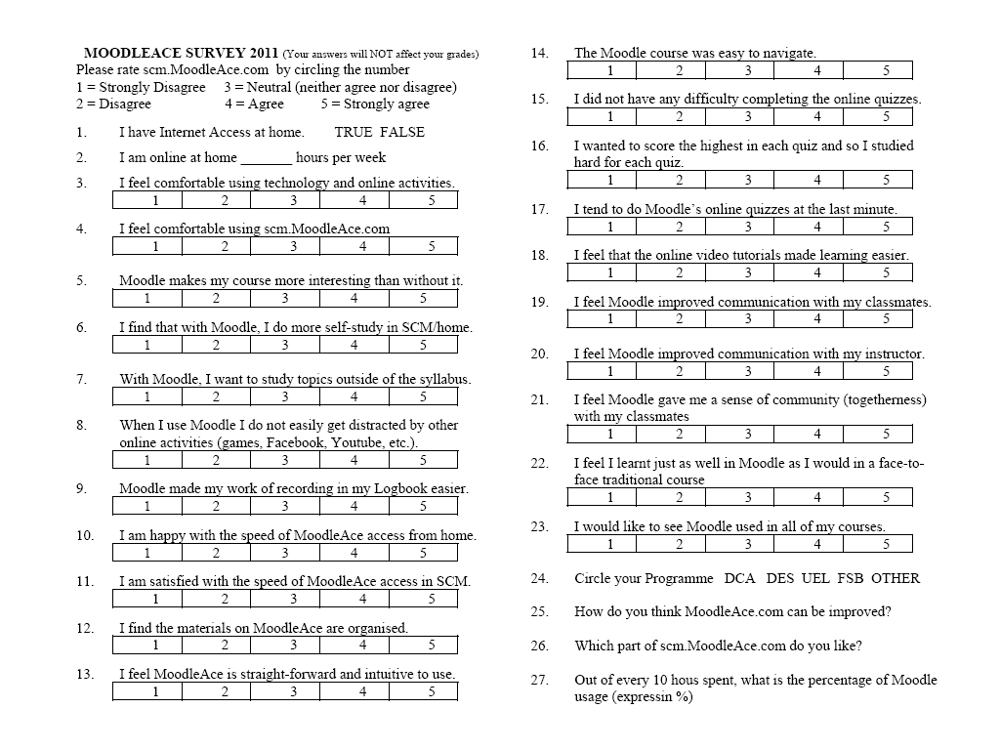 MOODLEACE SURVEY 2011 (Your answers will NOT affect your grades)
Please rate scm.MoodleAce.com by circling the number
1 = Strongly Disagree 3 = Neutral (neither agree nor disagree)
2 = Disagree 4 = Agree 5 = Strongly agree
1. I have Internet Access at home. TRUE FALSE
2. I am online at home _______ hours per week
3. I feel comfortable using technology and online activities.
1 2 3 4 5
4. I feel comfortable using scm.MoodleAce.com
1 2 3 4 5
5. Moodle makes my course more interesting than without it.
1 2 3 4 5
6. I find that with Moodle, I do more self-study in SCM/home.
1 2 3 4 5
7. With Moodle, I want to study topics outside of the syllabus.
1 2 3 4 5
8. When I use Moodle I do not easily get distracted by other
online activities (games, Facebook, Youtube, etc.).
1 2 3 4 5
9. Moodle made my work of recording in my Logbook easier.
1 2 3 4 5
10. I am happy with the speed of MoodleAce access from home.
1 2 3 4 5
11. I am satisfied with the speed of MoodleAce access in SCM.
1 2 3 4 5
12. I find the materials on MoodleAce are organised.
1 2 3 4 5
13. I feel MoodleAce is straight-forward and intuitive to use.
1 2 3 4 5
14. The Moodle course was easy to navigate.
1 2 3 4 5
15. I did not have any difficulty completing the online quizzes.
1 2 3 4 5
16. I wanted to score the highest in each quiz and so I studied
hard for each quiz.
1 2 3 4 5
17. I tend to do Moodle's online quizzes at the last minute.
1 2 3 4 5
18. I feel that the online video tutorials made learning easier.
1 2 3 4 5
19. I feel Moodle improved communication with my classmates.
1 2 3 4 5
20. I feel Moodle improved communication with my instructor.
1 2 3 4 5
21. I feel Moodle gave me a sense of community (togetherness)
with my classmates
1 2 3 4 5
22. I feel I learnt just as well in Moodle as I would in a face-to-
face traditional course
1 2 3 4 5
23. I would like to see Moodle used in all of my courses.
1 2 3 4 5
24. Circle your Programme DCA DES UEL FSB OTHER
25. How do you think MoodleAce.com can be improved?
26. Which part of scm.MoodleAce.com do you like?
27. Out of every 10 hous spent, what is the percentage of Moodle
usage (expressin %)